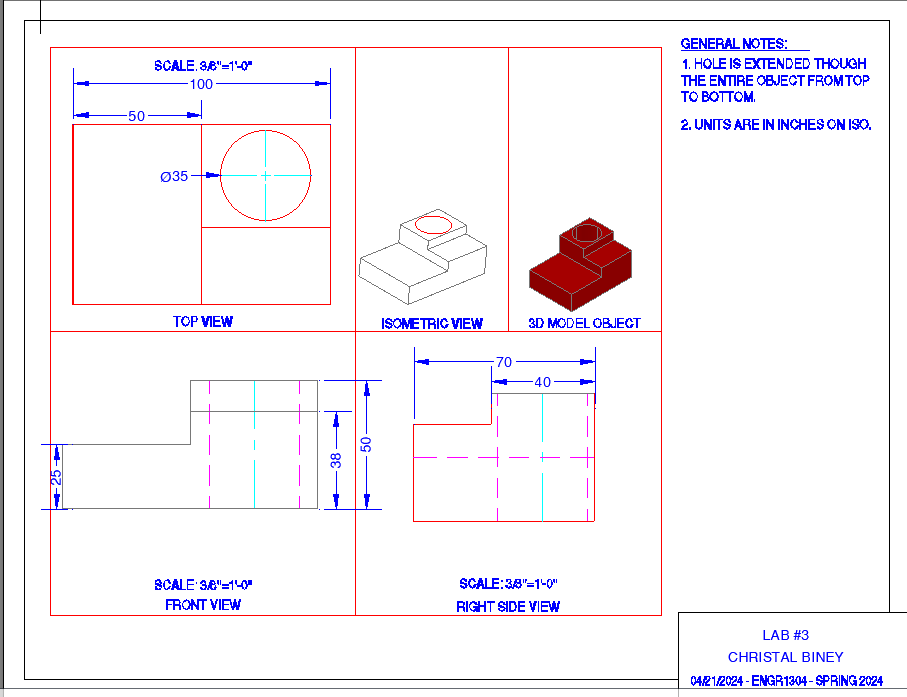 SCALE: 3/8"=1'-0"
100
50
Ø35
TOP VIEW
ISOMETRIC VIEW
3D MODEL OBJECT
GENERAL NOTES:
1. HOLE IS EXTENDED THOUGH
THE ENTIRE OBJECT FROM TOP
TO BOTTOM.
2. UNITS ARE IN INCHES ON ISO.
25
38
50
SCALE: 3/8"=1'-0"
FRONT VIEW
70
40
SCALE: 3/8"=1'-0"
RIGHT SIDE VIEW
LAB #3
CHRISTAL BINEY
04/21/2024 - ENGR1304 - SPRING 2024